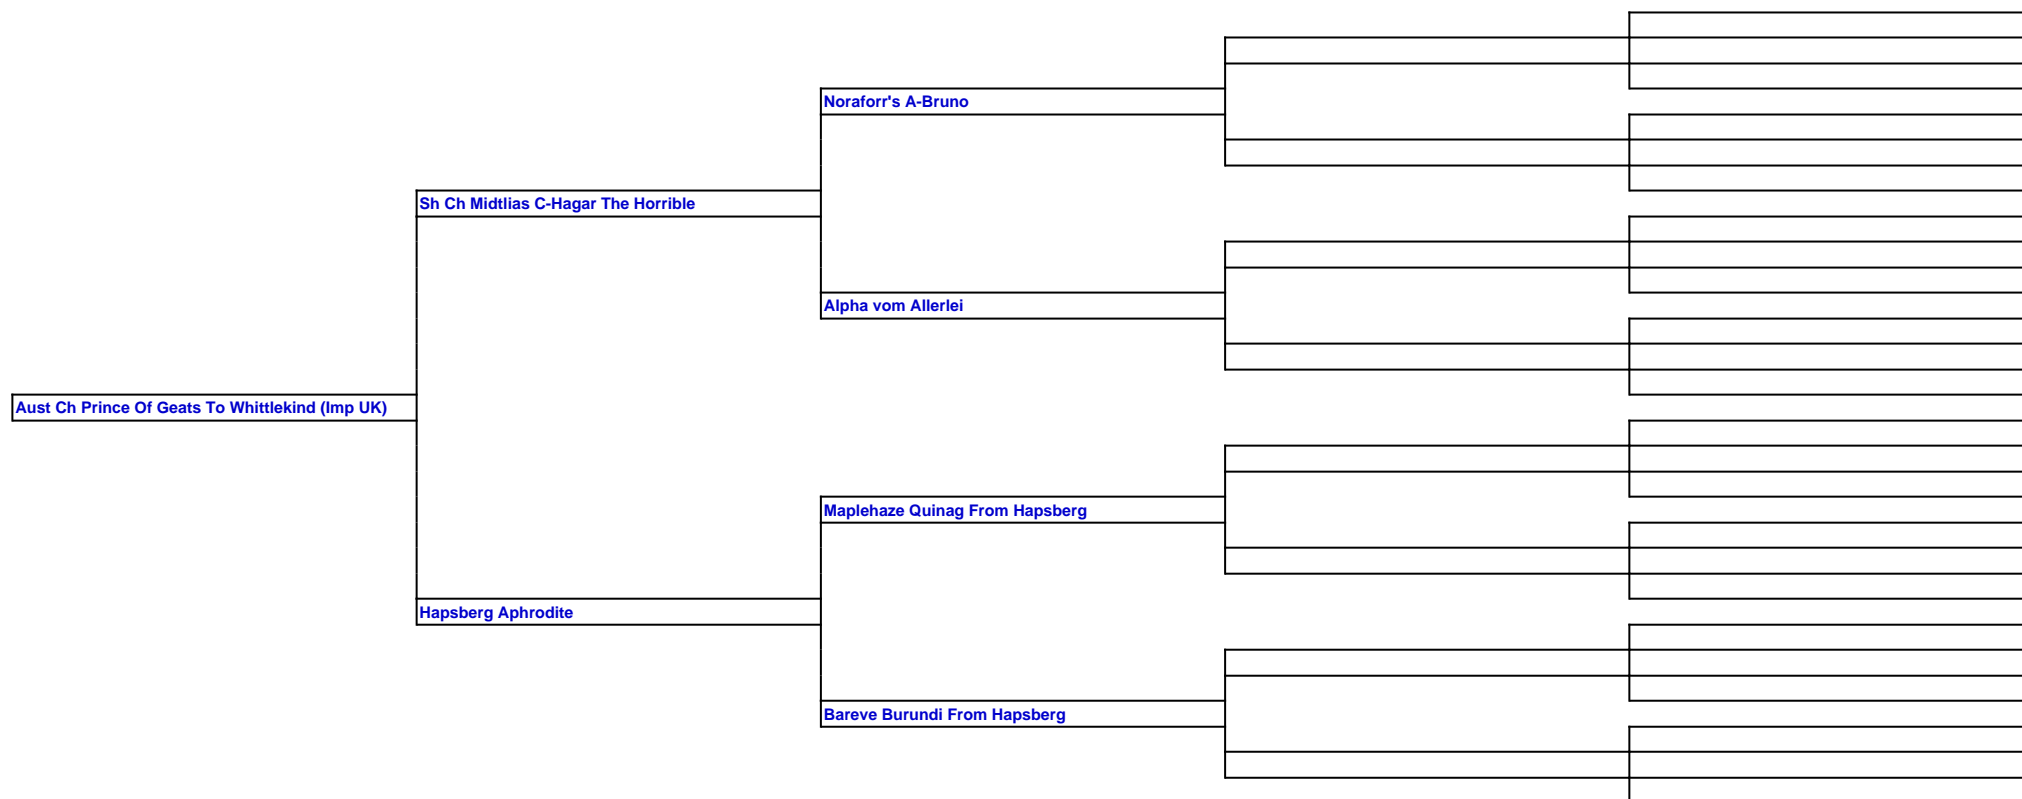 Noraforr's A-Bruno
Sh Ch Midtlias C-Hagar The Horrible
Alpha vom Allerlei
Aust Ch Prince Of Geats To Whittlekind (Imp UK)
Maplehaze Quinag From Hapsberg
Hapsberg Aphrodite
Bareve Burundi From Hapsberg